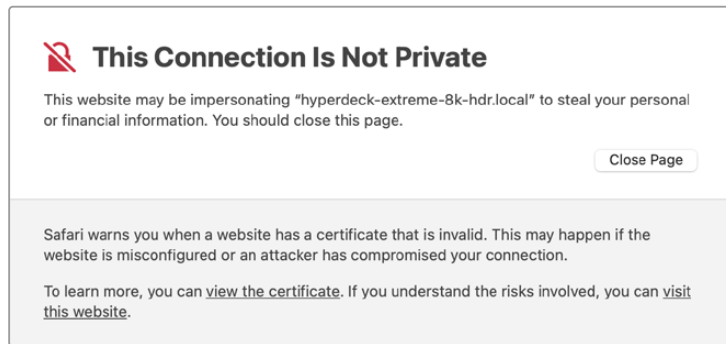 This Connection Is Not Private
This website may be impersonating “hyperdeck-extreme-8k-hdr.local” to steal your personal
or financial information. You should close this page.
Close Page
Safari warns you when a website has a certificate that is invalid. This may happen if the
website is misconfigured or an attacker has compromised your connection.
To learn more, you can view the certificate. If you understand the risks involved, you can visit
this website.